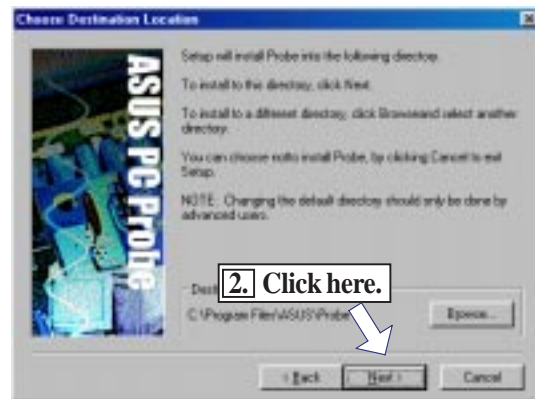 Choose Destination Location
ASUS PC Probe
Setup will install Probe into the following directory.
To install to this directory, click Next.
To install to a different directory, click Browse and select another
directory.
You can choose not to install Probe, by clicking Cancel to exit
Setup.
NOTE: Changing the default directory should only be done by
advanced users.
2. Click here.
C:\Program Files\ASUS\Probe
Browse...
< Back
Next >
Cancel